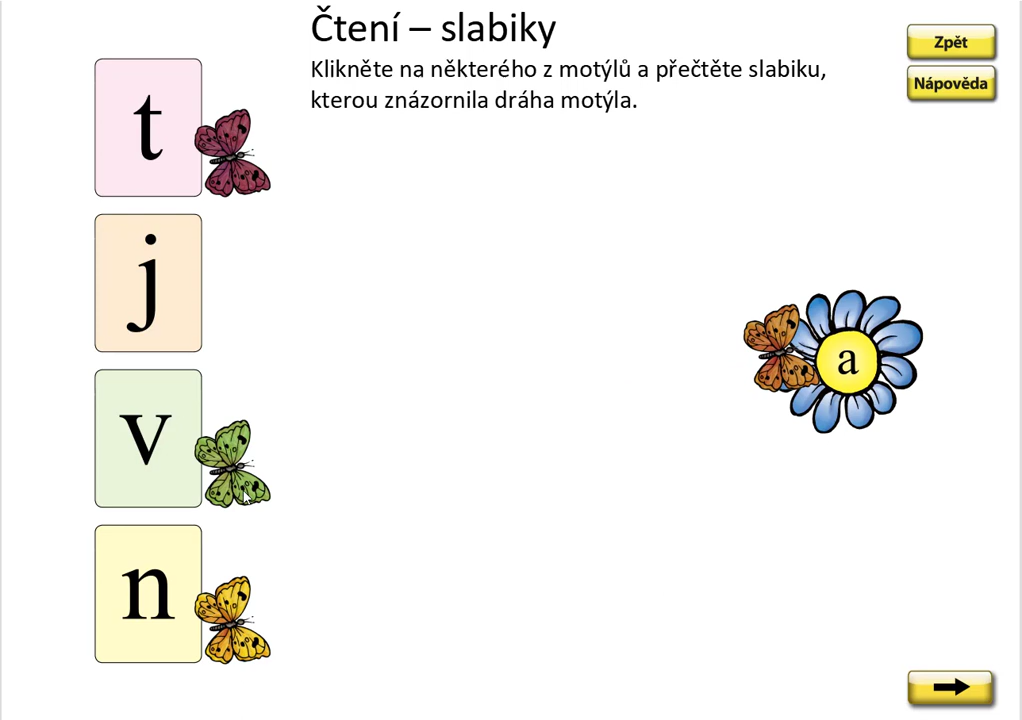 Čtení – slabiky
Klikněte na některého z motýlů a přečtěte slabiku,
kterou znázornila dráha motýla.
Zpět
Nápověda
t
j
v
n
a